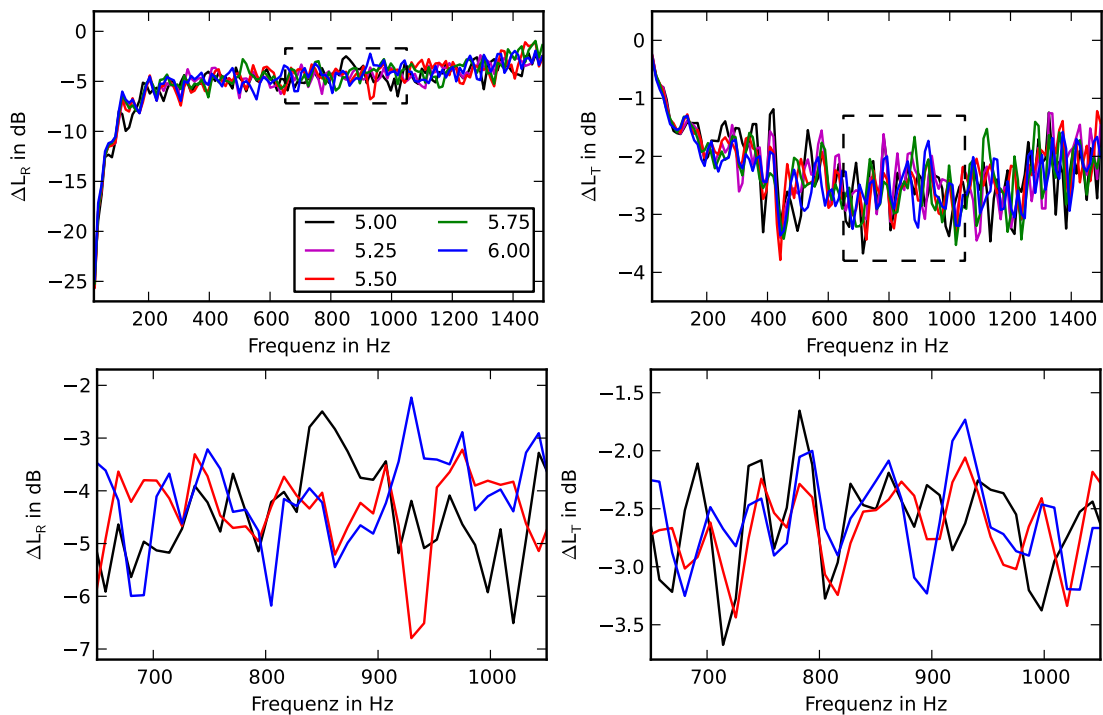 0
−5
−10
−15
−20
−25
ΔL_R in dB
200 400 600 800 1000 1200 1400
Frequenz in Hz
5.00 5.75
5.25 6.00
5.50
0
−1
−2
−3
−4
ΔL_T in dB
200 400 600 800 1000 1200 1400
Frequenz in Hz
−2
−3
−4
−5
−6
−7
ΔL_R in dB
700 800 900 1000
Frequenz in Hz
−1.5
−2.0
−2.5
−3.0
−3.5
ΔL_T in dB
700 800 900 1000
Frequenz in Hz